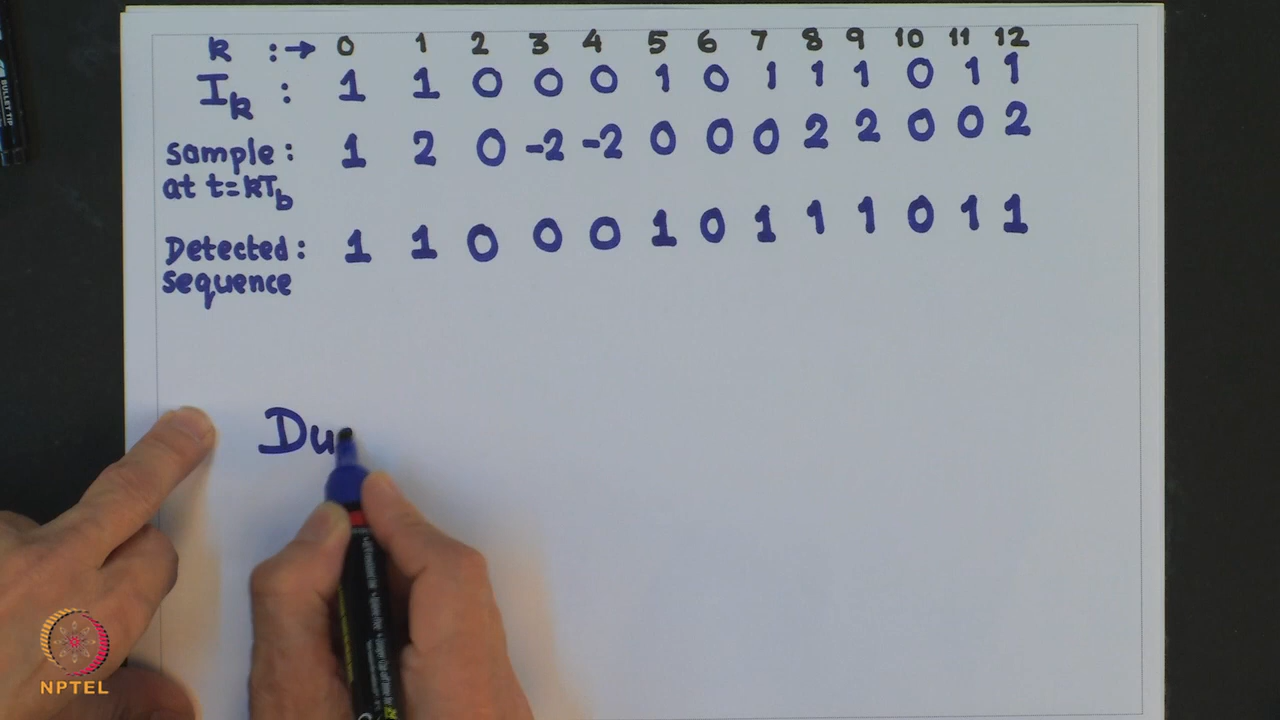 k :→ 0 1 2 3 4 5 6 7 8 9 10 11 12
I_k : 1 1 0 0 0 1 0 1 1 1 0 1 1
sample : 1 2 0 -2 -2 0 0 0 2 2 0 0 2
at t=kT_b
Detected : 1 1 0 0 0 1 0 1 1 1 0 1 1
sequence
Du
NPTEL